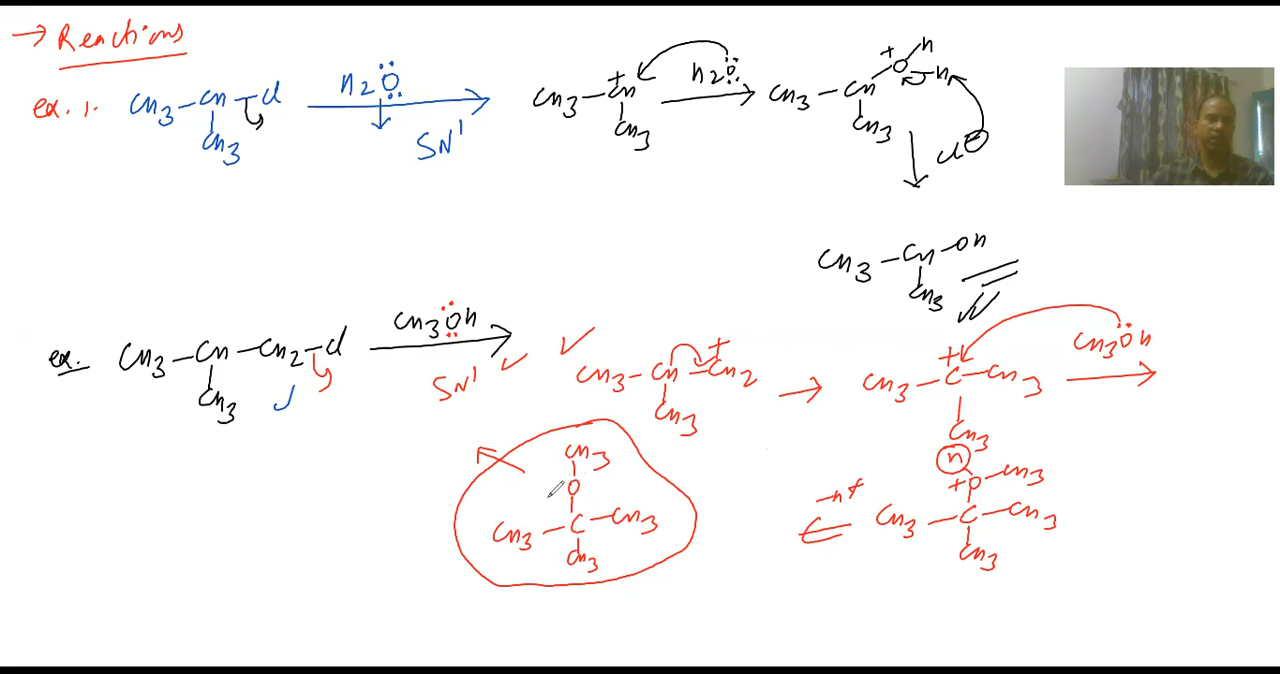 → Reactions
ex. 1. CH3–CH–Cl H2O SN1 CH3–CH+ H2O CH3–CH–O+–H
CH3 CH3 CH3 H
Cl⊖
CH3–CH–OH
CH3
ex. CH3–CH–CH2–Cl CH3OH SN1 ✓ ✓ CH3–CH–CH2+ → CH3–C+–CH3 CH3OH
CH3 CH3 CH3
CH3 H
O +O–CH3
CH3–C–CH3 –H+ CH3–C–CH3
CH3 CH3